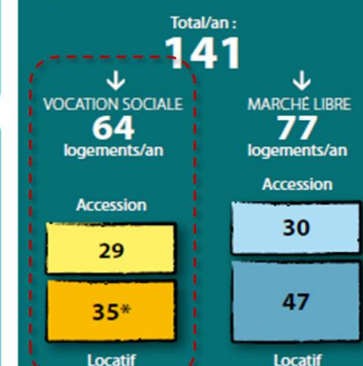 Total/an :
141
VOCATION SOCIALE
64
logements/an
Accession
29
35*
Locatif
MARCHÉ LIBRE
77
logements/an
Accession
30
47
Locatif